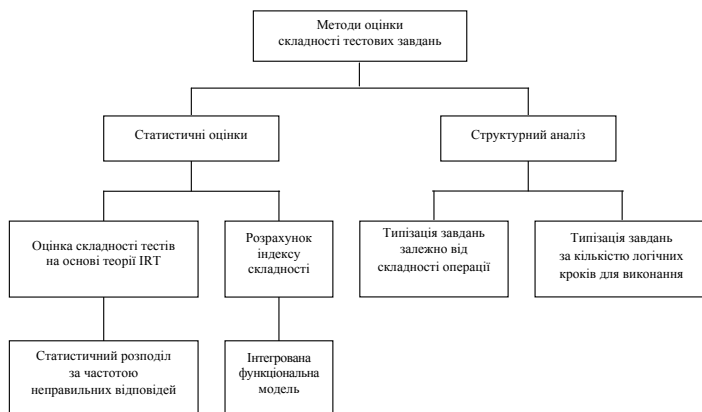 Методи оцінки
складності тестових завдань
Статистичні оцінки
Структурний аналіз
Оцінка складності тестів
на основі теорії IRT
Розрахунок
індексу
складності
Типізація завдань
залежно від
складності операції
Типізація завдань
за кількістю логічних
кроків для виконання
Статистичний розподіл
за частотою
неправильних відповідей
Інтегрована
функціональна
модель